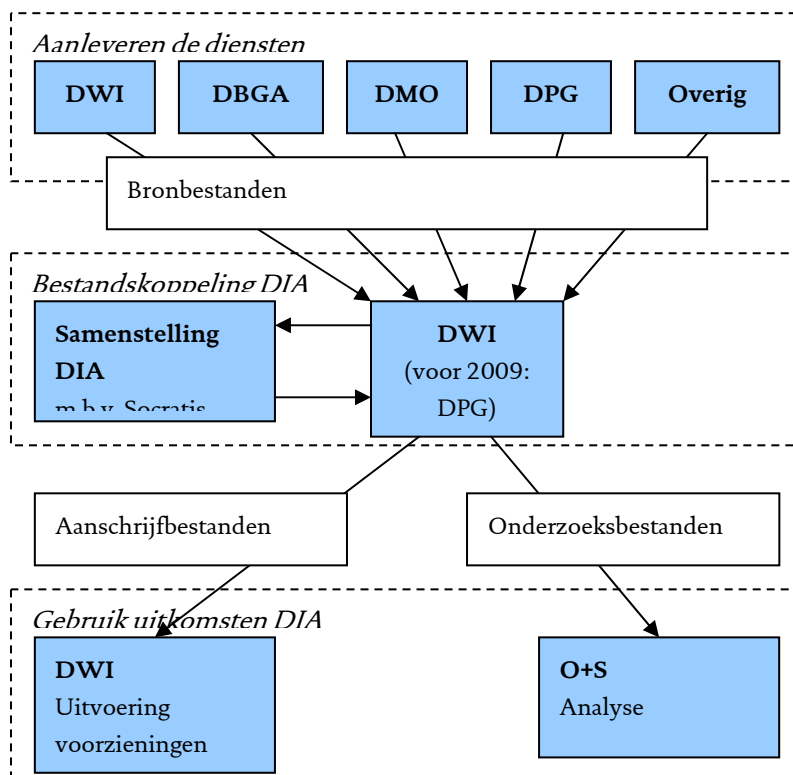 Aanleveren de diensten
DWI
DBGA
DMO
DPG
Overig
Bronbestanden
Bestandskoppeling DIA
Samenstelling
DIA
m.b.v. Socratis
DWI
(voor 2009:
DPG)
Aanschrijfbestanden
Onderzoeksbestanden
Gebruik uitkomsten DIA
DWI
Uitvoering
voorzieningen
O+S
Analyse